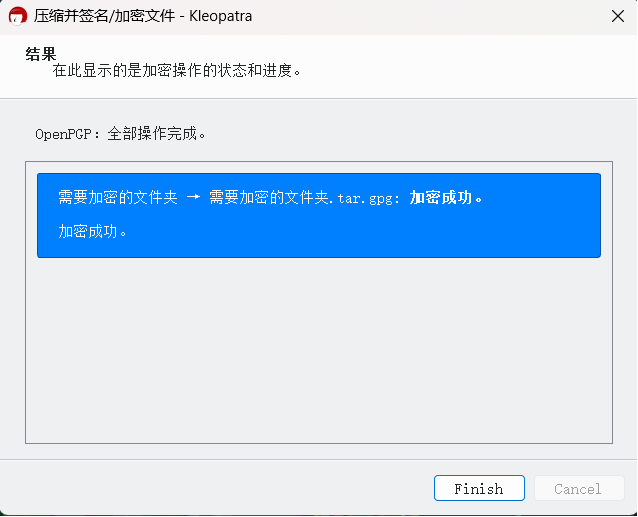 压缩并签名/加密文件 - Kleopatra
结果
在此显示的是加密操作的状态和进度。
OpenPGP: 全部操作完成。
需要加密的文件夹 → 需要加密的文件夹.tar.gpg: 加密成功。
加密成功。
Finish
Cancel